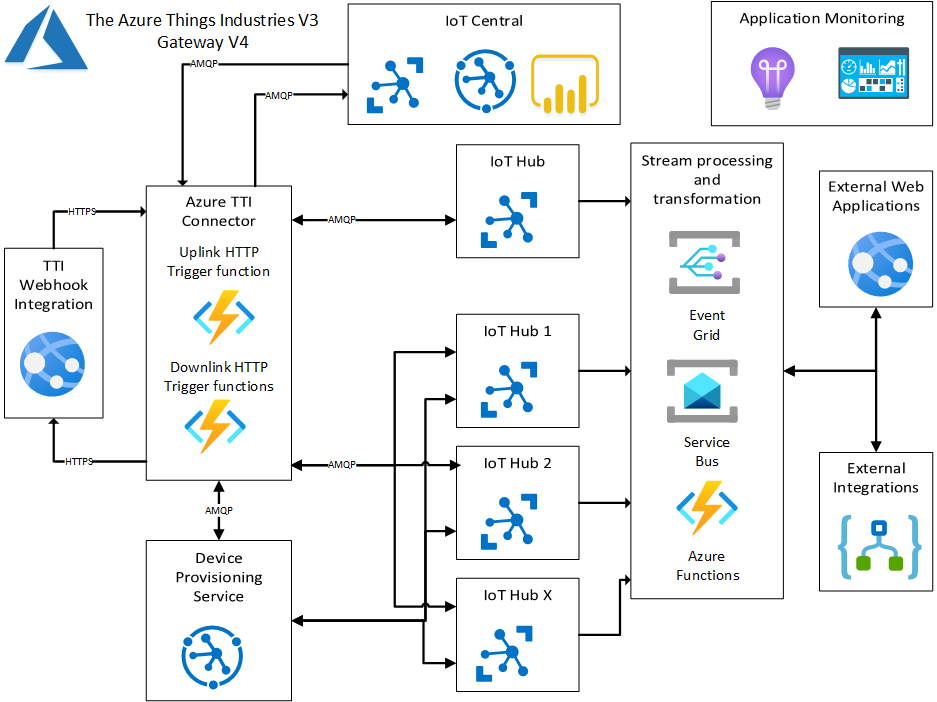 The Azure Things Industries V3
Gateway V4
IoT Central
Application Monitoring
AMQP
AMQP
IoT Hub
Stream processing
and
transformation
External Web
Applications
Azure TTI
Connector
HTTPS
AMQP
Uplink HTTP
Trigger function
TTI
Webhook
Integration
Event
Grid
IoT Hub 1
Downlink HTTP
Trigger functions
Service
Bus
HTTPS
AMQP
IoT Hub 2
External
Integrations
AMQP
Device
Provisioning
Service
Azure
Functions
IoT Hub X